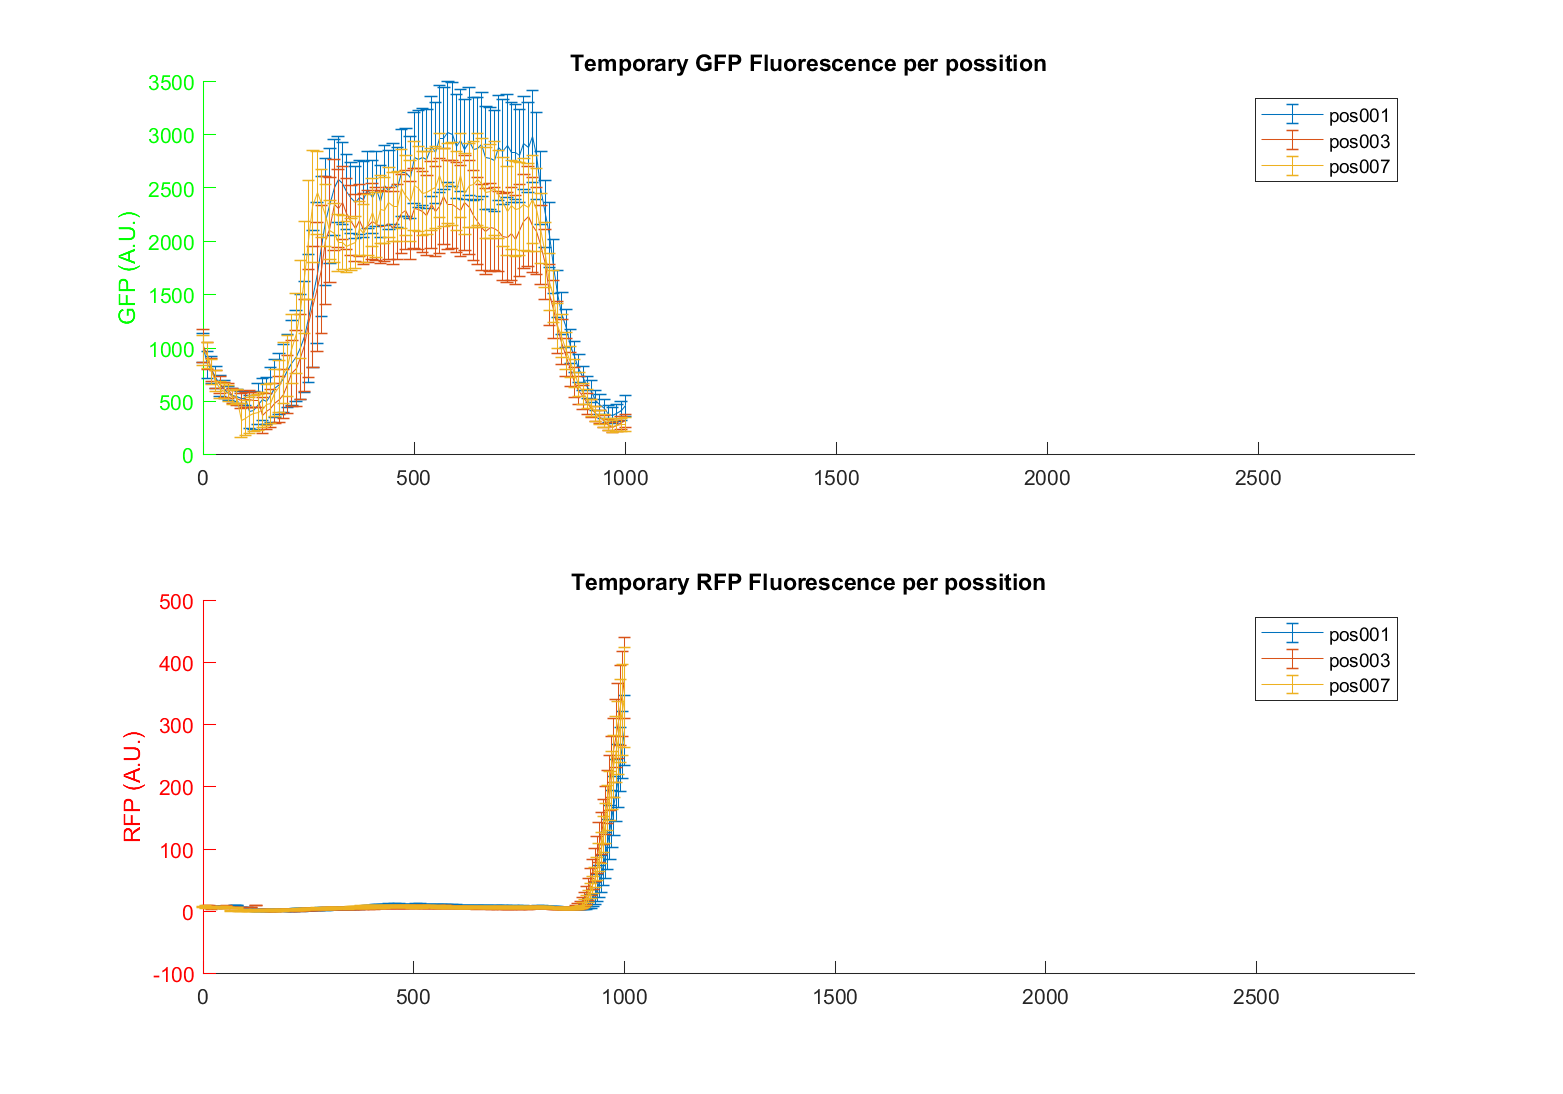 Temporary GFP Fluorescence per possition
3500
3000
2500
2000
1500
1000
500
0
GFP (A.U.)
0 500 1000 1500 2000 2500
pos001
pos003
pos007
Temporary RFP Fluorescence per possition
500
400
300
200
100
0
-100
RFP (A.U.)
0 500 1000 1500 2000 2500
pos001
pos003
pos007